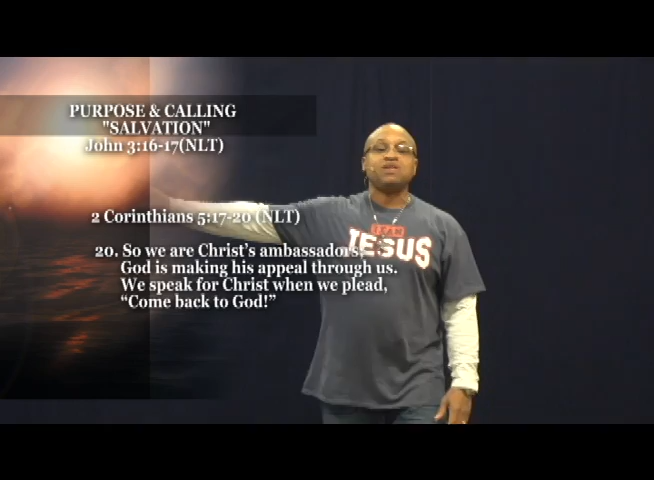 PURPOSE & CALLING
"SALVATION"
John 3:16-17(NLT)
2 Corinthians 5:17-20 (NLT)
20. So we are Christ's ambassadors;
God is making his appeal through us.
We speak for Christ when we plead,
“Come back to God!”
TEAM
JESUS